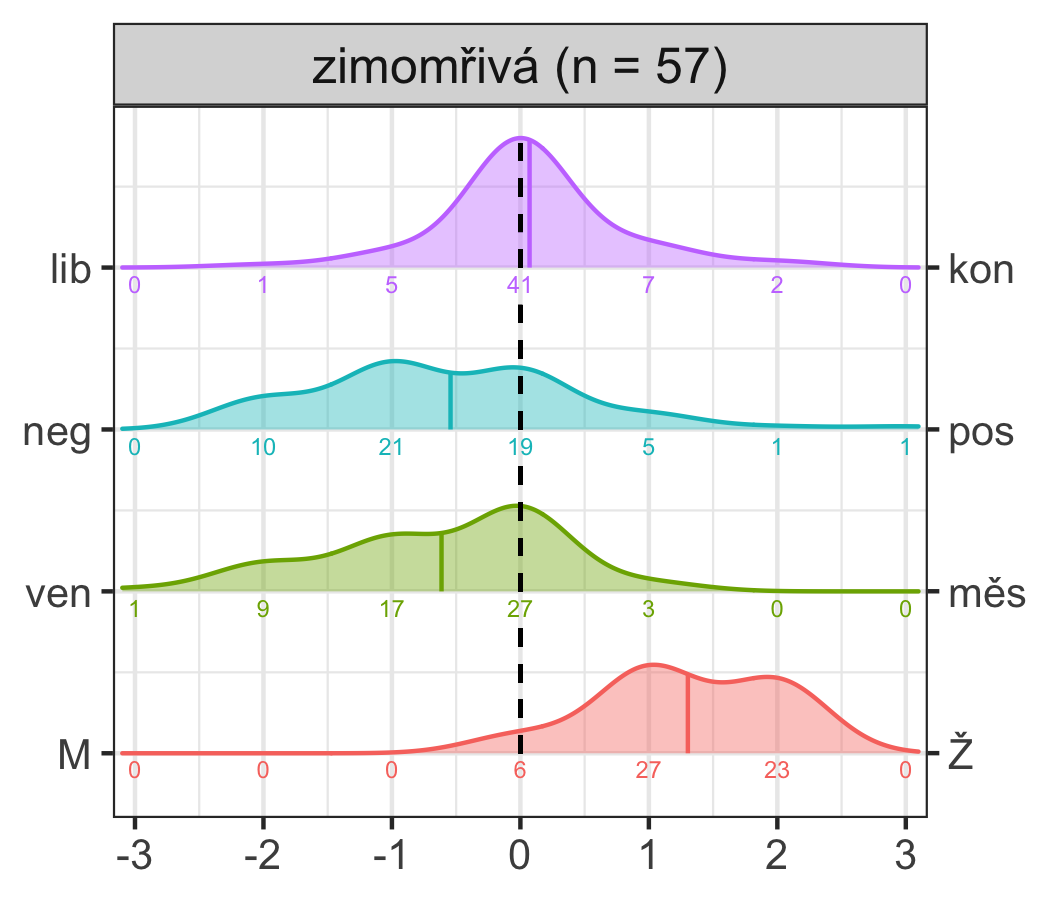 zimomřivá (n = 57)
lib kon
0 1 5 41 7 2 0
neg pos
0 10 21 19 5 1 1
ven měs
1 9 17 27 3 0 0
M Ž
0 0 0 6 27 23 0
-3 -2 -1 0 1 2 3